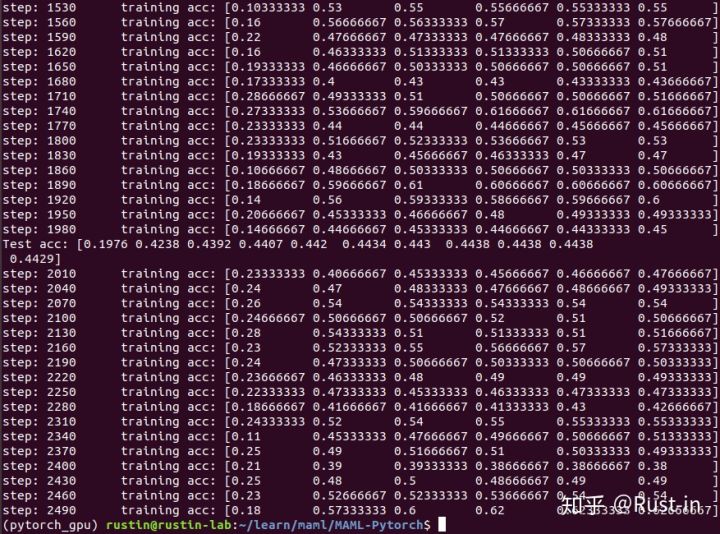 step: 1530 training acc: [0.10333333 0.53 0.55 0.55666667 0.55333333 0.55 ]
step: 1560 training acc: [0.16 0.56666667 0.56333333 0.57 0.57333333 0.57666667]
step: 1590 training acc: [0.22 0.47666667 0.47333333 0.47666667 0.48333333 0.48 ]
step: 1620 training acc: [0.16 0.46333333 0.51333333 0.51333333 0.50666667 0.51 ]
step: 1650 training acc: [0.19333333 0.46666667 0.50333333 0.50666667 0.50666667 0.51 ]
step: 1680 training acc: [0.17333333 0.4 0.43 0.43 0.43333333 0.43666667]
step: 1710 training acc: [0.28666667 0.49333333 0.51 0.50666667 0.50666667 0.51666667]
step: 1740 training acc: [0.27333333 0.53666667 0.59666667 0.61666667 0.61666667 0.61666667]
step: 1770 training acc: [0.23333333 0.44 0.44 0.44666667 0.45666667 0.45666667]
step: 1800 training acc: [0.23333333 0.51666667 0.52333333 0.53666667 0.53 0.53 ]
step: 1830 training acc: [0.19333333 0.43 0.45666667 0.46333333 0.47 0.47 ]
step: 1860 training acc: [0.10666667 0.48666667 0.50333333 0.50666667 0.50333333 0.50666667]
step: 1890 training acc: [0.18666667 0.59666667 0.61 0.60666667 0.60666667 0.60666667]
step: 1920 training acc: [0.14 0.56 0.59333333 0.58666667 0.59666667 0.6 ]
step: 1950 training acc: [0.20666667 0.45333333 0.46666667 0.48 0.49333333 0.49333333]
step: 1980 training acc: [0.14666667 0.44666667 0.45333333 0.44666667 0.44333333 0.45 ]
Test acc: [0.1976 0.4238 0.4392 0.4407 0.442 0.4434 0.443 0.4438 0.4438 0.4438
0.4429]
step: 2010 training acc: [0.23333333 0.40666667 0.45333333 0.45666667 0.46666667 0.47666667]
step: 2040 training acc: [0.24 0.47 0.48333333 0.47666667 0.48666667 0.49333333]
step: 2070 training acc: [0.26 0.54 0.54333333 0.54333333 0.54 0.54 ]
step: 2100 training acc: [0.24666667 0.50666667 0.50666667 0.52 0.51 0.50666667]
step: 2130 training acc: [0.28 0.54333333 0.51 0.51333333 0.51 0.51666667]
step: 2160 training acc: [0.23 0.52333333 0.55 0.56666667 0.57 0.57333333]
step: 2190 training acc: [0.24 0.47333333 0.50666667 0.50333333 0.50666667 0.50333333]
step: 2220 training acc: [0.23666667 0.46333333 0.48 0.49 0.49 0.49333333]
step: 2250 training acc: [0.22333333 0.47333333 0.45333333 0.46333333 0.47333333 0.47333333]
step: 2280 training acc: [0.18666667 0.41666667 0.41666667 0.41333333 0.43 0.42666667]
step: 2310 training acc: [0.24333333 0.52 0.54 0.55 0.55333333 0.55333333]
step: 2340 training acc: [0.11 0.45333333 0.47666667 0.49666667 0.50666667 0.51333333]
step: 2370 training acc: [0.25 0.49 0.51666667 0.51 0.50333333 0.49333333]
step: 2400 training acc: [0.21 0.39 0.39333333 0.38666667 0.38666667 0.38 ]
step: 2430 training acc: [0.25 0.48 0.5 0.48666667 0.49 0.49 ]
step: 2460 training acc: [0.23 0.52666667 0.52333333 0.53666667 0.54 0.54 ]
step: 2490 training acc: [0.18 0.57333333 0.6 0.62
知乎 @Rust.in
(pytorch_gpu) rustin@rustin-lab:~/learn/maml/MAML-Pytorch$